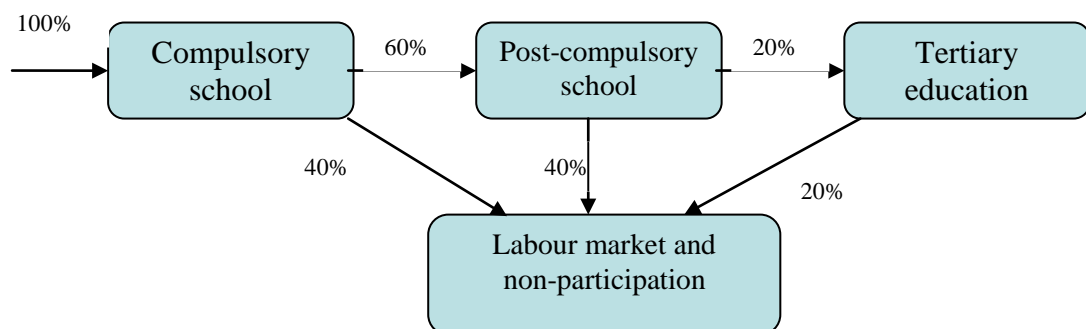 100%
Compulsory
school
60%
Post-compulsory
school
20%
Tertiary
education
40%
40%
20%
Labour market and
non-participation